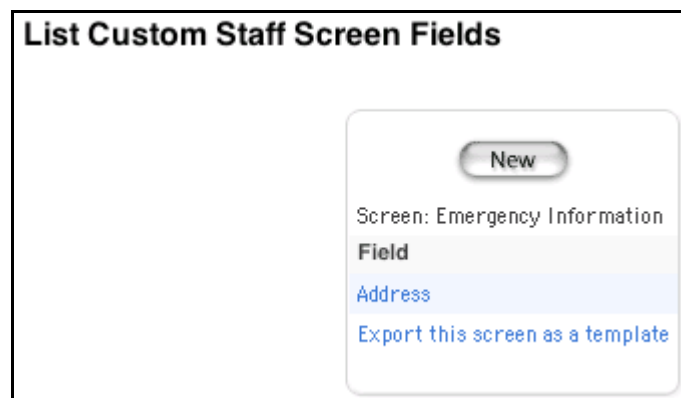 List Custom Staff Screen Fields
New
Screen: Emergency Information
Field
Address
Export this screen as a template